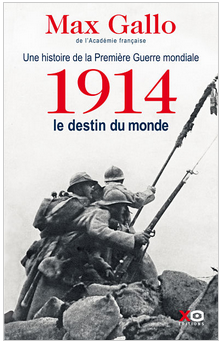 Max Gallo
de l'Académie française
Une histoire de la Première Guerre mondiale
1914
le destin du monde
XO
ÉDITIONS